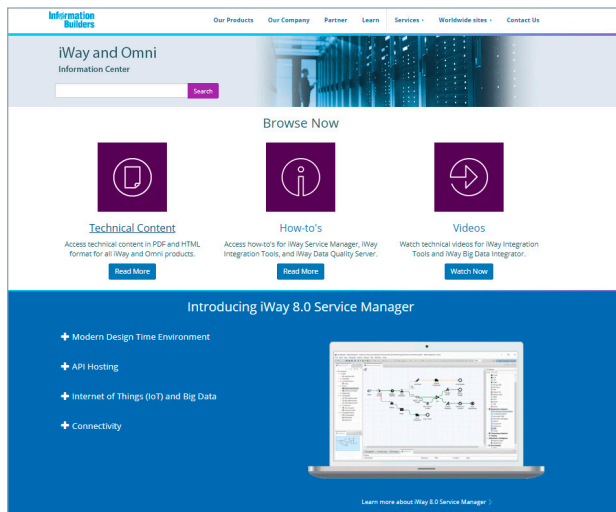 Information
Builders
Our Products Our Company Partner Learn Services Worldwide sites Contact Us
iWay and Omni
Information Center
Search
Browse Now
Technical Content
Access technical content in PDF and HTML
format for all iWay and Omni products.
Read More
How-to's
Access how-to's for iWay Service Manager, iWay
Integration Tools, and iWay Data Quality Server.
Read More
Videos
Watch technical videos for iWay Integration
Tools and iWay Big Data Integrator.
Watch Now
Introducing iWay 8.0 Service Manager
Modern Design Time Environment
API Hosting
Internet of Things (IoT) and Big Data
Connectivity
Learn more about iWay 8.0 Service Manager